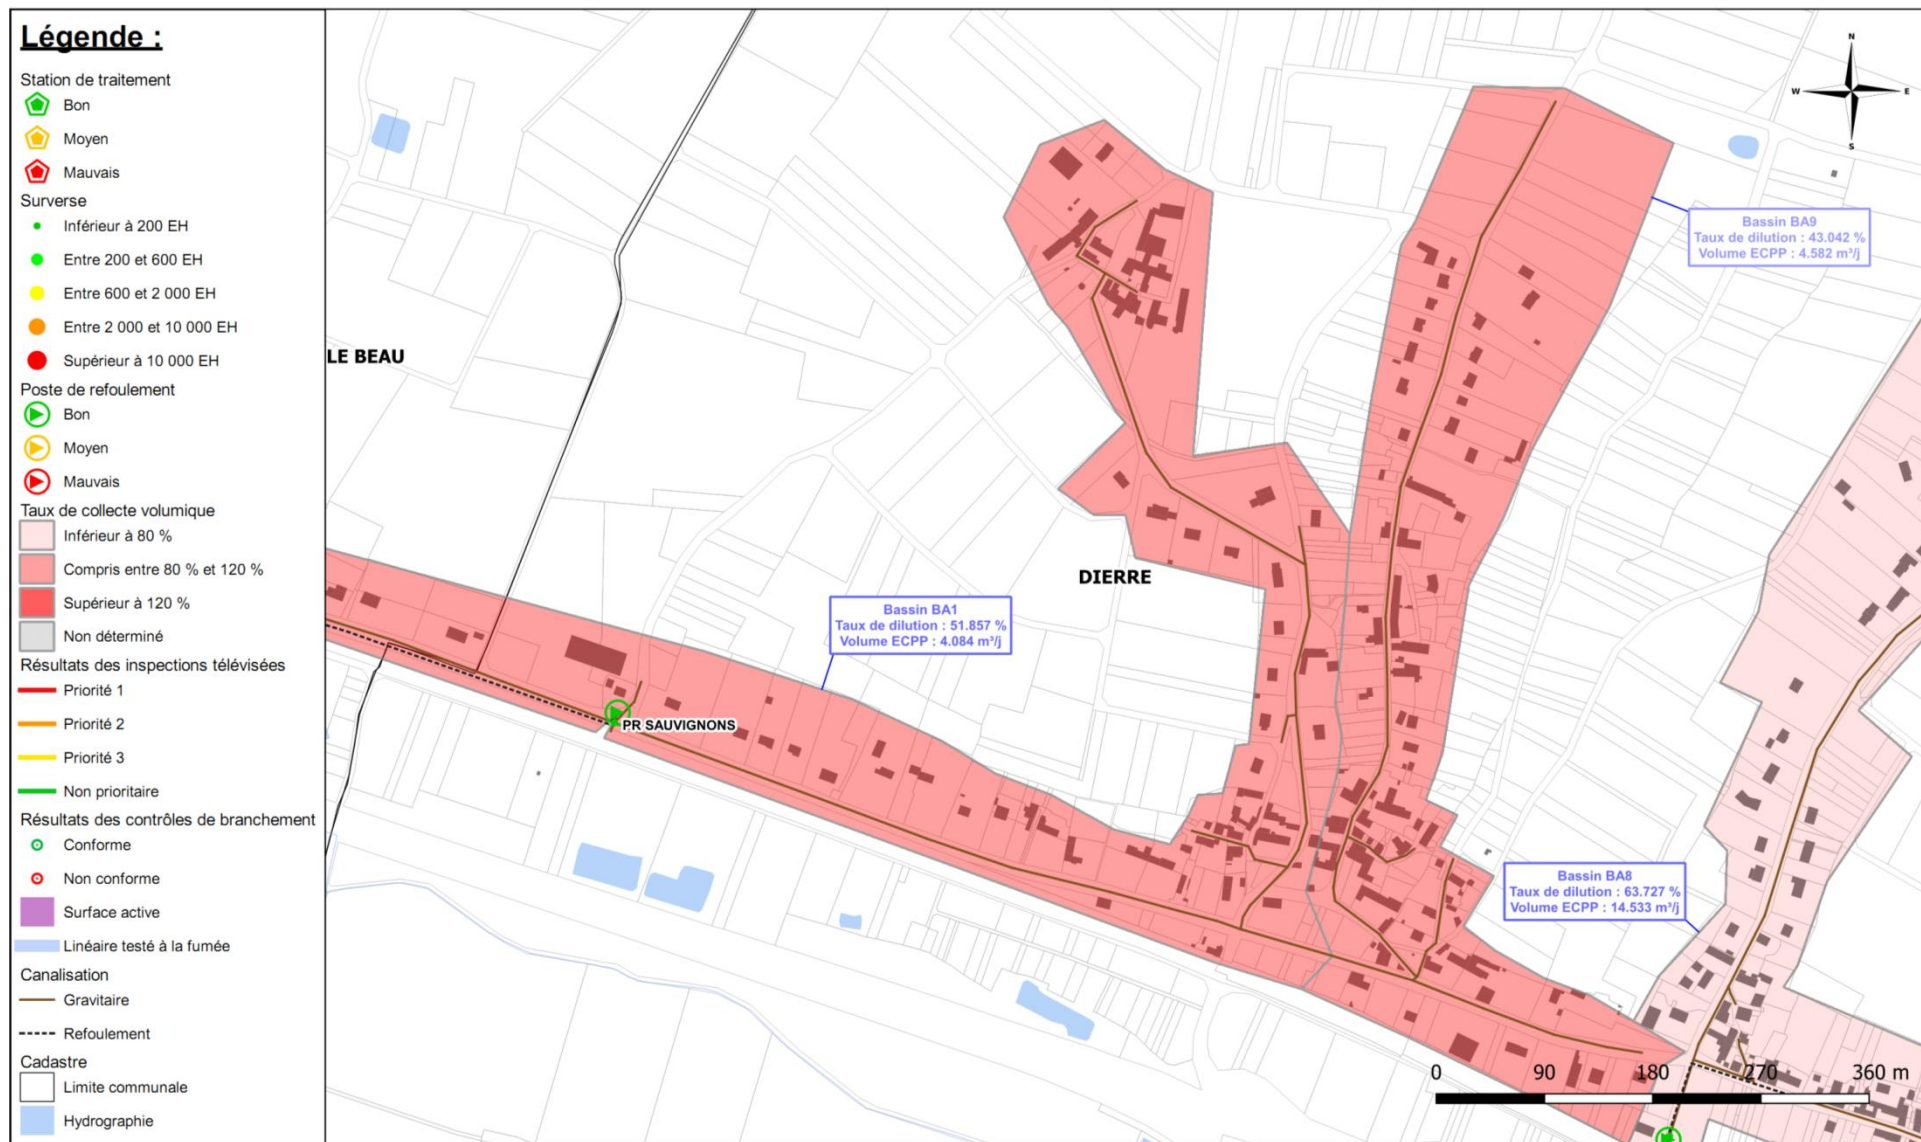 Légende :
Station de traitement
Bon
Moyen
Mauvais
Surverse
Inférieur à 200 EH
Entre 200 et 600 EH
Entre 600 et 2 000 EH
Entre 2 000 et 10 000 EH
Supérieur à 10 000 EH
Poste de refoulement
Bon
Moyen
Mauvais
Taux de collecte volumique
Inférieur à 80 %
Compris entre 80 % et 120 %
Supérieur à 120 %
Non déterminé
Résultats des inspections télévisées
Priorité 1
Priorité 2
Priorité 3
Non prioritaire
Résultats des contrôles de branchement
Conforme
Non conforme
Surface active
Linéaire testé à la fumée
Canalisation
Gravitaire
Refoulement
Cadastre
Limite communale
Hydrographie
N
W
E
S
Bassin BA9
Taux de dilution : 43.042 %
Volume ECPP : 4.582 m³/j
LE BEAU
DIERRE
Bassin BA1
Taux de dilution : 51.857 %
Volume ECPP : 4.084 m³/j
PR SAUVIGNONS
Bassin BA8
Taux de dilution : 63.727 %
Volume ECPP : 14.533 m³/j
0 90 180 270 360 m